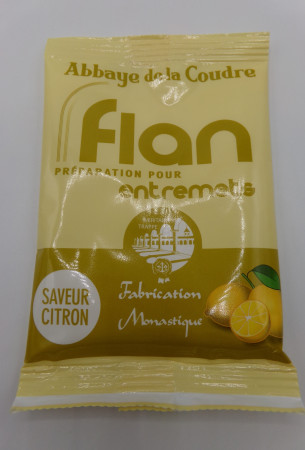 Abbaye de la Coudre
flan
PRÉPARATION POUR
entremets
SAVEUR
CITRON
Fabrication
Monastique